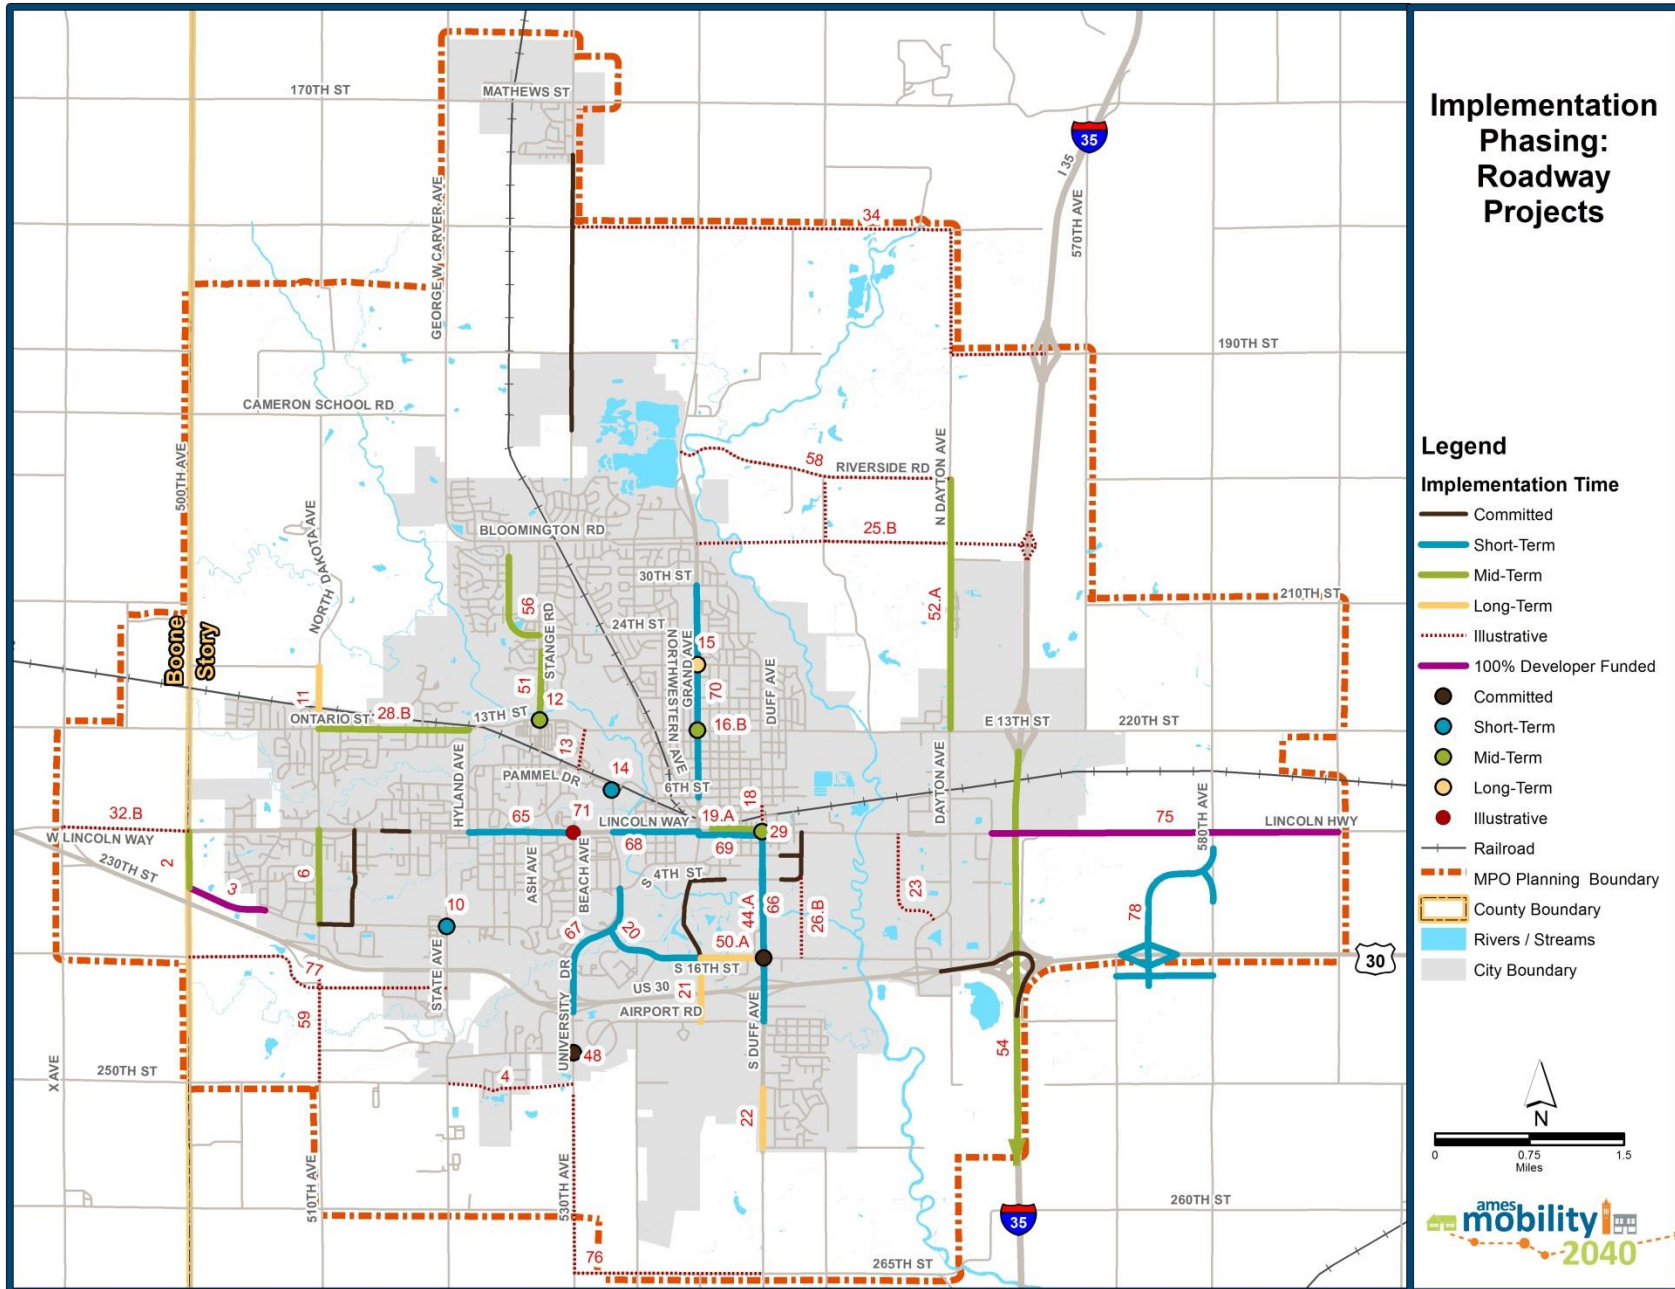 170TH ST
MATHEWS ST
35
I 35
570TH AVE
GEORGE W CARVER AVE
34
190TH ST
CAMERON SCHOOL RD
500TH AVE
58
RIVERSIDE RD
N DAYTON AVE
25.B
BLOOMINGTON RD
NORTH DAKOTA AVE
30TH ST
56
STANGE RD
24TH ST
15
GRAND AVE
NORTHWESTERN AVE
52.A
210TH ST
Boone
Story
51
12
70
DUFF AVE
11
28.B
ONTARIO ST
13TH ST
16.B
E 13TH ST
220TH ST
13
PAMMEL DR
14
6TH ST
HYLAND AVE
DAYTON AVE
580TH AVE
32.B
W LINCOLN WAY
65
71
LINCOLN WAY
19.A
18
29
75
LINCOLN HWY
68
69
230TH ST
2
3
6
ASH AVE
BEACH AVE
S 4TH ST
23
10
67
20
44.A
66
26.B
78
STATE AVE
50.A
S 16TH ST
30
77
US 30
21
AIRPORT RD
59
UNIVERSITY DR
48
S DUFF AVE
54
X AVE
250TH ST
4
22
510TH AVE
530TH AVE
260TH ST
35
76
265TH ST
Implementation
Phasing:
Roadway
Projects
Legend
Implementation Time
Committed
Short-Term
Mid-Term
Long-Term
Illustrative
100% Developer Funded
Committed
Short-Term
Mid-Term
Long-Term
Illustrative
Railroad
MPO Planning Boundary
County Boundary
Rivers / Streams
City Boundary
N
0 0.75 1.5
Miles
ames
mobility
2040